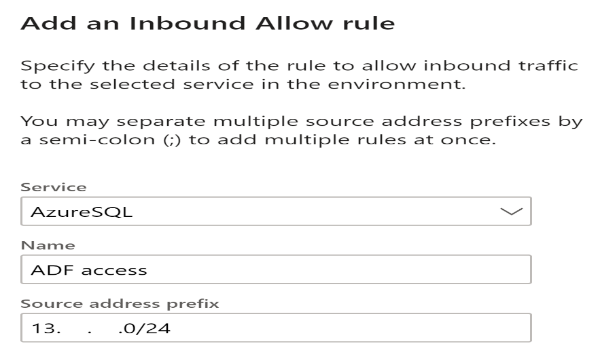 Add an Inbound Allow rule
Specify the details of the rule to allow inbound traffic
to the selected service in the environment.
You may separate multiple source address prefixes by
a semi-colon (;) to add multiple rules at once.
Service
AzureSQL
Name
ADF access
Source address prefix
13. . .0/24